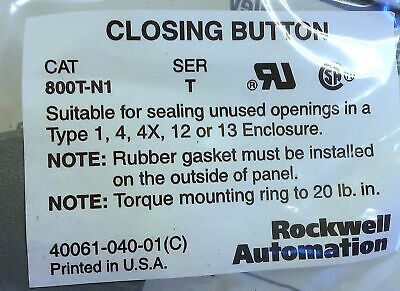 CLOSING BUTTON
CAT SER
800T-N1 T
Suitable for sealing unused openings in a
Type 1, 4, 4X, 12 or 13 Enclosure.
NOTE: Rubber gasket must be installed
on the outside of panel.
NOTE: Torque mounting ring to 20 lb. in.
40061-040-01(C)
Printed in U.S.A.
Rockwell
Automation